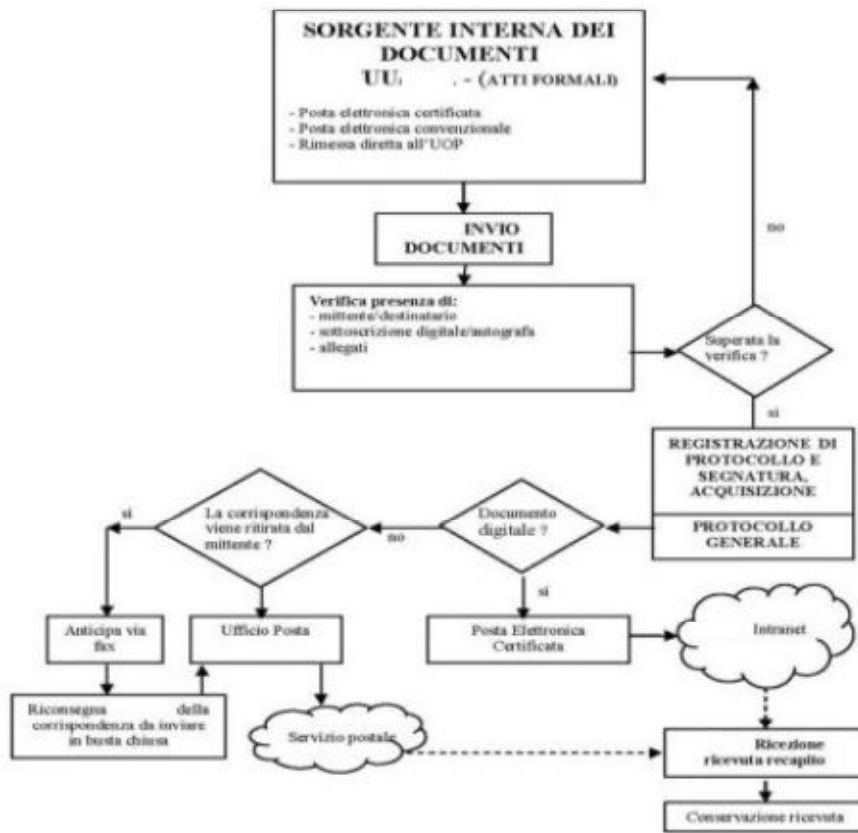 SORGENTE INTERNA DEI
DOCUMENTI
UU. . - (ATTI FORMALI)
- Posta elettronica certificata
- Posta elettronica convenzionale
- Rimessa diretta all'UOP
INVIO
DOCUMENTI
no
Verifica presenza di:
- mittente/destinatario
- sottoscrizione digitale/autografa
- allegati
Superata la
verifica ?
si
REGISTRAZIONE DI
PROTOCOLLO E
SEGNATURA,
ACQUISIZIONE
PROTOCOLLO
GENERALE
Documento
digitale ?
no
La corrispondenza
viene ritirata dal
mittente ?
si
si
Anticipa via
fax
Ufficio Posta
Posta Elettronica
Certificata
Intranet
Riconsegna della
corrispondenza da inviare
in busta chiusa
Servizio postale
Ricezione
ricevuta recapito
Conservazione ricevuta